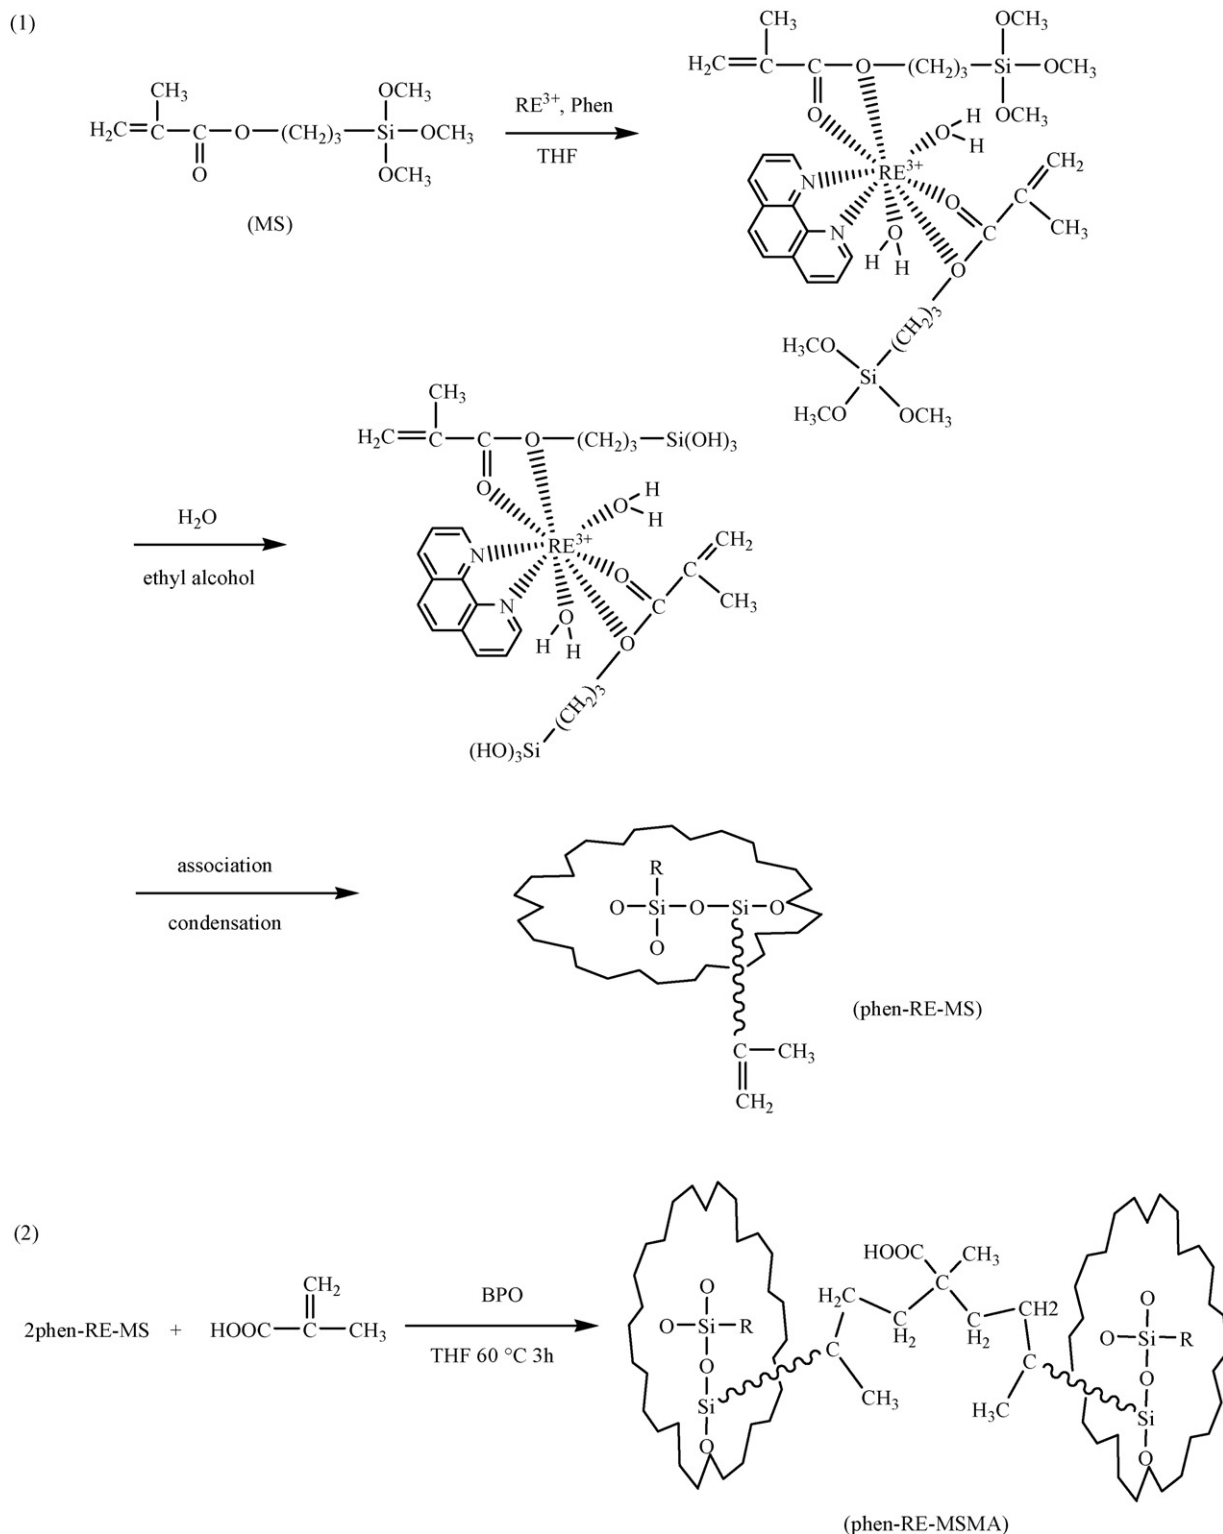 (1)
CH₃
H₂C=C—C—O—(CH₂)₃—Si—OCH₃
OCH₃
OCH₃
O
(MS)
RE³⁺, Phen
THF
CH₃
H₂C=C—C—O—(CH₂)₃—Si—OCH₃
OCH₃
OCH₃
O
O
H
H
N
RE³⁺
N
O
H
H
O
C
C
CH₂
CH₃
O
(CH₂)₃
H₃CO
Si
H₃CO
OCH₃
H₂O
ethyl alcohol
CH₃
H₂C=C—C—O—(CH₂)₃—Si(OH)₃
O
O
H
H
N
RE³⁺
N
O
H
H
O
C
C
CH₂
CH₃
O
(CH₂)₃
(HO)₃Si
association
condensation
R
O—Si—O—Si—O
O
C—CH₃
CH₂
(phen-RE-MS)
(2)
2phen-RE-MS + HOOC—C—CH₃
CH₂
BPO
THF 60 °C 3h
O
O—Si—R
O
Si
O
C
CH₃
H₂C
C
H₂
HOOC
CH₃
C
C
H₂
CH2
C
H₃C
O
O—Si—R
O
Si
O
(phen-RE-MSMA)